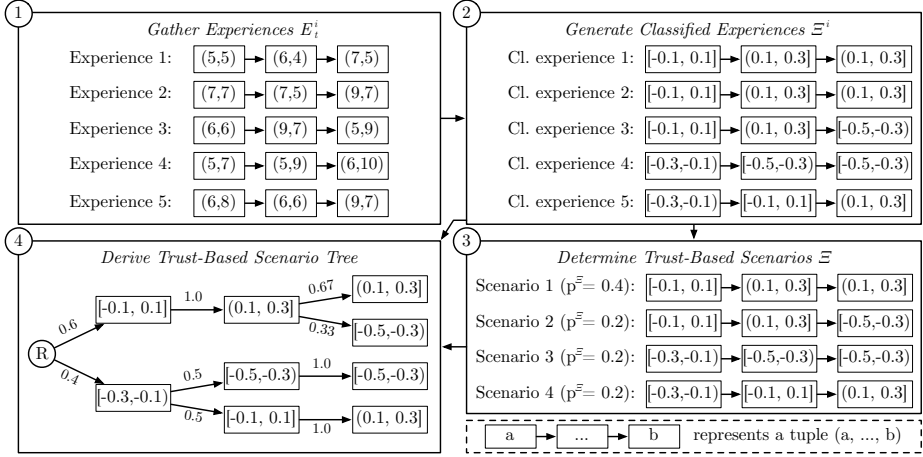 1
Gather Experiences E_t^i
Experience 1: (5,5) (6,4) (7,5)
Experience 2: (7,7) (7,5) (9,7)
Experience 3: (6,6) (9,7) (5,9)
Experience 4: (5,7) (5,9) (6,10)
Experience 5: (6,8) (6,6) (9,7)
2
Generate Classified Experiences Ξ^i
Cl. experience 1: [-0.1, 0.1] (0.1, 0.3] (0.1, 0.3]
Cl. experience 2: [-0.1, 0.1] (0.1, 0.3] (0.1, 0.3]
Cl. experience 3: [-0.1, 0.1] (0.1, 0.3] [-0.5,-0.3)
Cl. experience 4: [-0.3,-0.1) [-0.5,-0.3) [-0.5,-0.3)
Cl. experience 5: [-0.3,-0.1) [-0.1, 0.1] (0.1, 0.3]
3
Determine Trust-Based Scenarios Ξ
Scenario 1 (p^Ξ= 0.4): [-0.1, 0.1] (0.1, 0.3] (0.1, 0.3]
Scenario 2 (p^Ξ= 0.2): [-0.1, 0.1] (0.1, 0.3] [-0.5,-0.3)
Scenario 3 (p^Ξ= 0.2): [-0.3,-0.1) [-0.5,-0.3) [-0.5,-0.3)
Scenario 4 (p^Ξ= 0.2): [-0.3,-0.1) [-0.1, 0.1] (0.1, 0.3]
4
Derive Trust-Based Scenario Tree
R
0.6
[-0.1, 0.1]
1.0
(0.1, 0.3]
0.67
(0.1, 0.3]
0.33
[-0.5,-0.3)
0.4
[-0.3,-0.1)
0.5
[-0.5,-0.3)
1.0
[-0.5,-0.3)
0.5
[-0.1, 0.1]
1.0
(0.1, 0.3]
a ... b represents a tuple (a, ..., b)